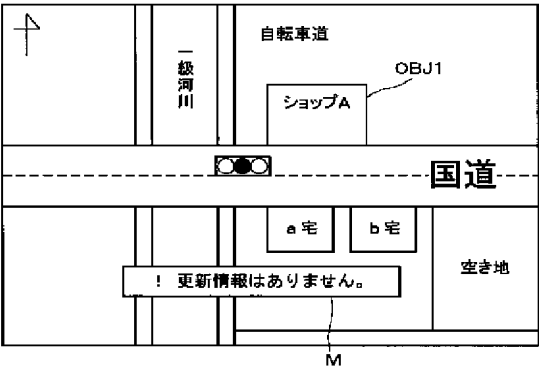 自転車道
一級河川
OBJ1
ショップA
国道
a宅
b宅
空き地
! 更新情報はありません。
M